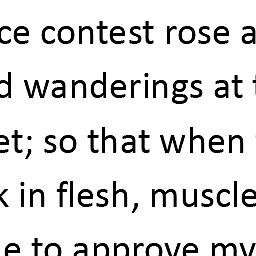 ce contest rose a
d wanderings at t
et; so that when
k in flesh, muscle
e to approve my